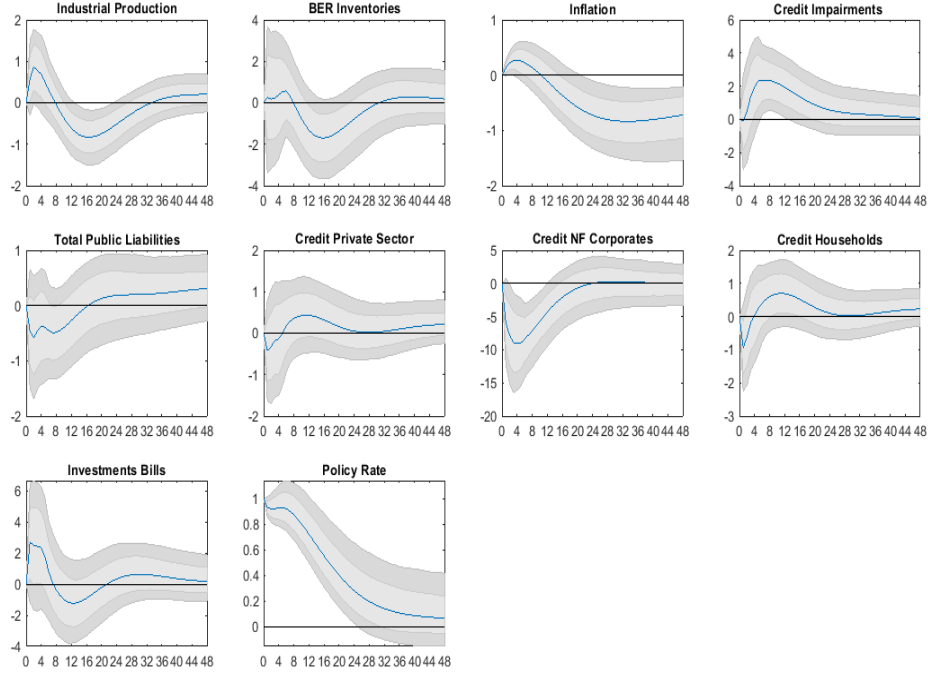 Industrial Production
BER Inventories
Inflation
Credit Impairments
2
1
0
-1
-2
0 4 8 12 16 20 24 28 32 36 40 44 48
4
2
0
-2
-4
0 4 8 12 16 20 24 28 32 36 40 44 48
1
0
1
2
0 4 8 12 16 20 24 28 32 36 40 44 48
6
4
2
0
-2
-4
0 4 8 12 16 20 24 28 32 36 40 44 48
Total Public Liabilities
Credit Private Sector
Credit NF Corporates
Credit Households
1
0
-1
-2
0 4 8 12 16 20 24 28 32 36 40 44 48
2
1
0
-1
-2
0 4 8 12 16 20 24 28 32 36 40 44 48
5
0
-5
-10
-15
-20
0 4 8 12 16 20 24 28 32 36 40 44 48
2
1
0
-1
-2
-3
0 4 8 12 16 20 24 28 32 36 40 44 48
Investments Bills
Policy Rate
6
4
2
0
-2
-4
0 4 8 12 16 20 24 28 32 36 40 44 48
1
0.8
0.6
0.4
0.2
0
0 4 8 12 16 20 24 28 32 36 40 44 48